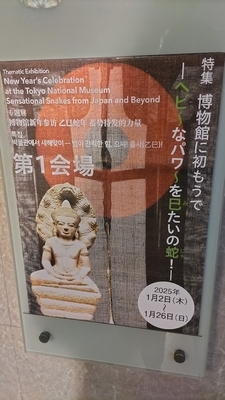 Thematic Exhibition
New Year's Celebration
at the Tokyo National Museum
Sensational Snakes from Japan and Beyond
特集 博物館に初もうで
―ヘビ~なパワ~を巳たいの蛇!―
第1会場
2025年
1月2日(木)
~
1月26日(日)